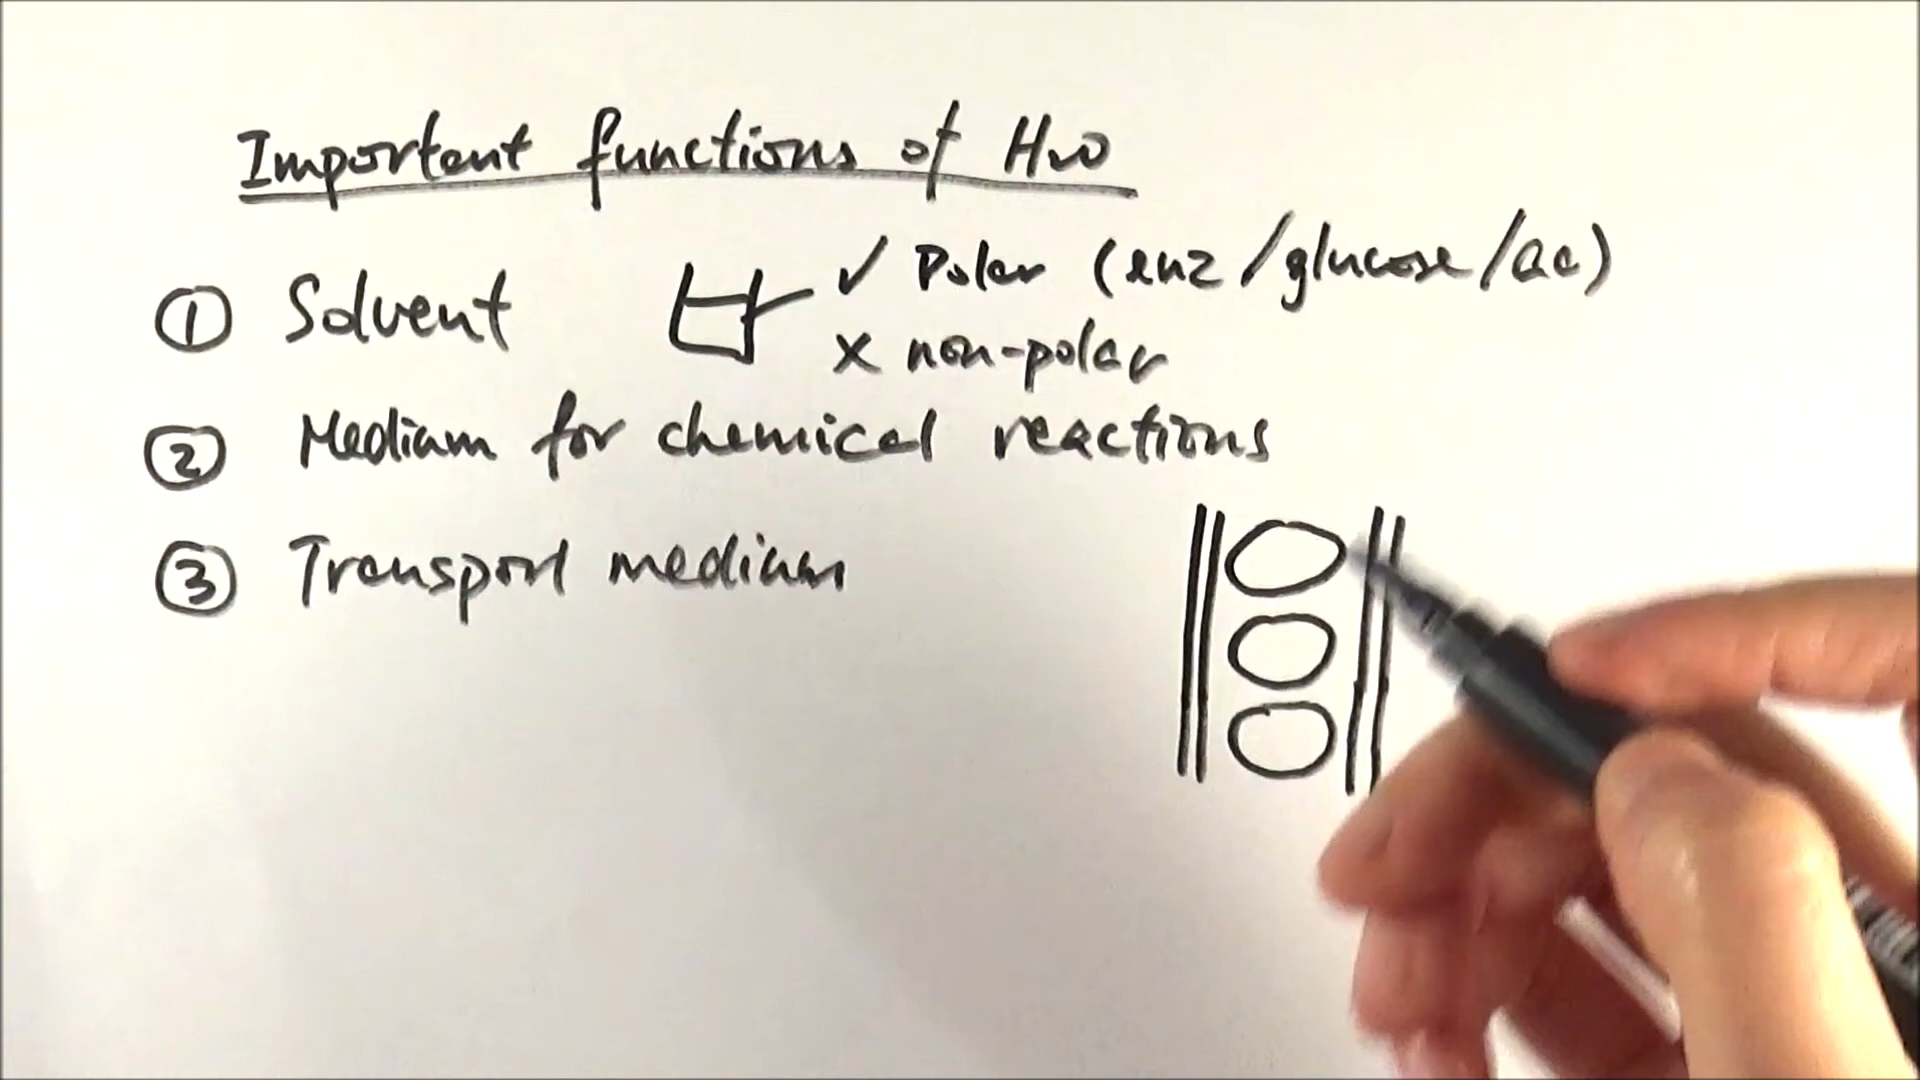 Important functions of H2O
① Solvent ✓ Polar (enz/glucose/aa)
x non-polar
② Medium for chemical reactions
③ Transport medium